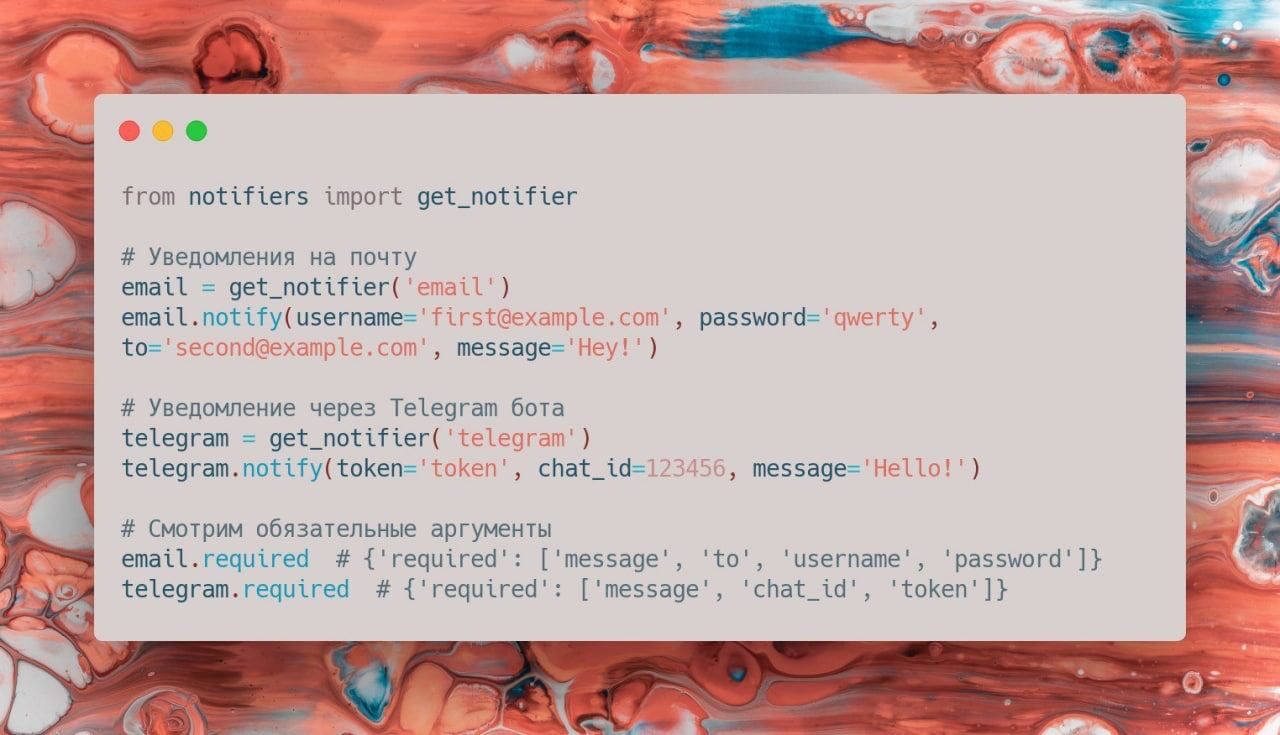 from notifiers import get_notifier
# Уведомления на почту
email = get_notifier('email')
email.notify(username='first@example.com', password='qwerty',
to='second@example.com', message='Hey!')
# Уведомление через Telegram бота
telegram = get_notifier('telegram')
telegram.notify(token='token', chat_id=123456, message='Hello!')
# Смотрим обязательные аргументы
email.required  # {'required': ['message', 'to', 'username', 'password']}
telegram.required  # {'required': ['message', 'chat_id', 'token']}